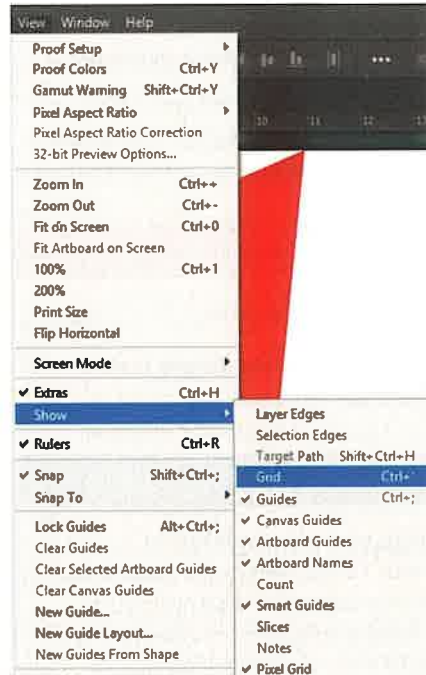 View Window Help
10 11 12 13
Proof Setup
Proof Colors Ctrl+Y
Gamut Warning Shift+Ctrl+Y
Pixel Aspect Ratio
Pixel Aspect Ratio Correction
32-bit Preview Options...
Zoom In Ctrl++
Zoom Out Ctrl+-
Fit on Screen Ctrl+0
Fit Artboard on Screen
100% Ctrl+1
200%
Print Size
Flip Horizontal
Screen Mode
Extras Ctrl+H
Show
Rulers Ctrl+R
Snap Shift+Ctrl+;
Snap To
Lock Guides Alt+Ctrl+;
Clear Guides
Clear Selected Artboard Guides
Clear Canvas Guides
New Guide...
New Guide Layout...
New Guides From Shape
Layer Edges
Selection Edges
Target Path Shift+Ctrl+H
Grid Ctrl+'
Guides Ctrl+;
Canvas Guides
Artboard Guides
Artboard Names
Count
Smart Guides
Slices
Notes
Pixel Grid